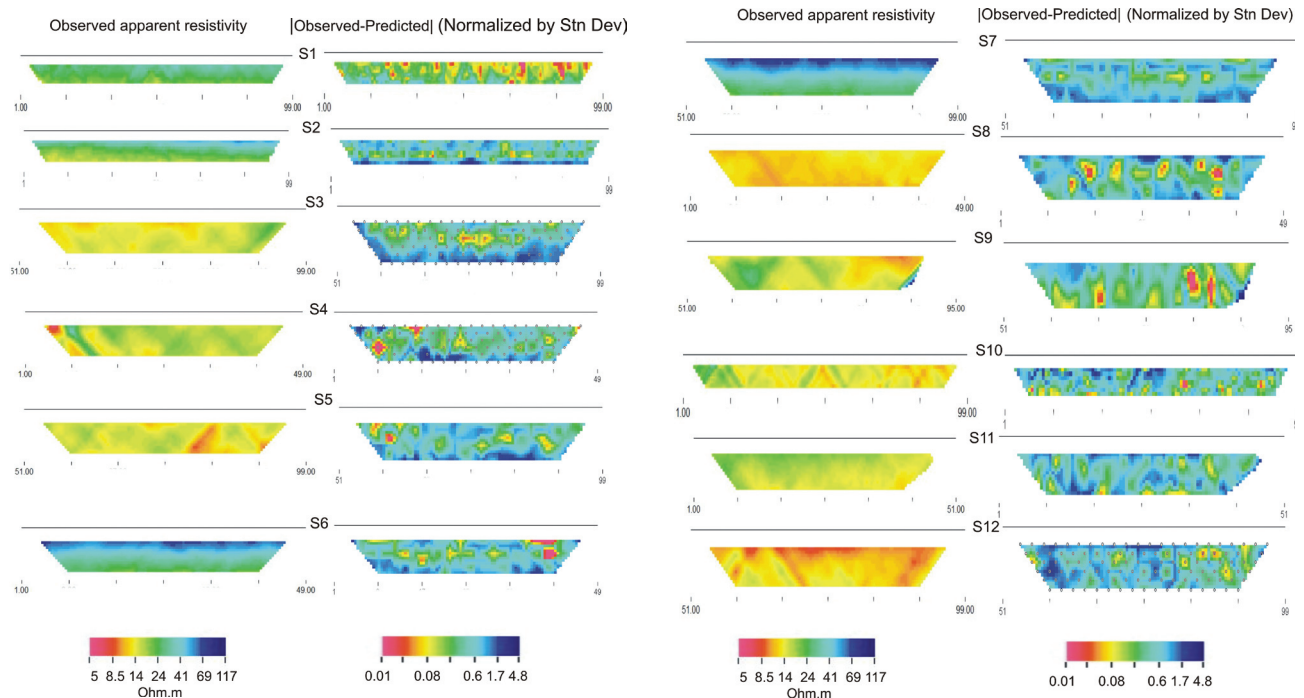 Observed apparent resistivity |Observed-Predicted| (Normalized by Stn Dev)
S1
1.00 99.00 1.00 99.00
S2
1 99 1 99
S3
51.00 99.00 51 99
S4
1.00 49.00 1 49
S5
51.00 99.00 51 99
S6
1.00 49.00 1 49
5 8.5 14 24 41 69 117
Ohm.m
0.01 0.08 0.6 1.7 4.8
Observed apparent resistivity |Observed-Predicted| (Normalized by Stn Dev)
S7
51.00 99.00 51 9
S8
1.00 49.00 1 49
S9
51.00 95.00 51 95
S10
1.00 99.00 1 9
S11
1.00 51.00 1 51
S12
51.00 99.00 51 99
5 8.5 14 24 41 69 117
Ohm.m
0.01 0.08 0.6 1.7 4.8